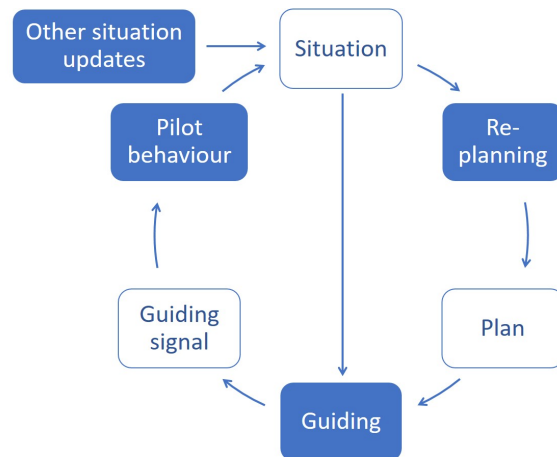 Other situation
updates
Situation
Pilot
behaviour
Re-
planning
Guiding
signal
Plan
Guiding